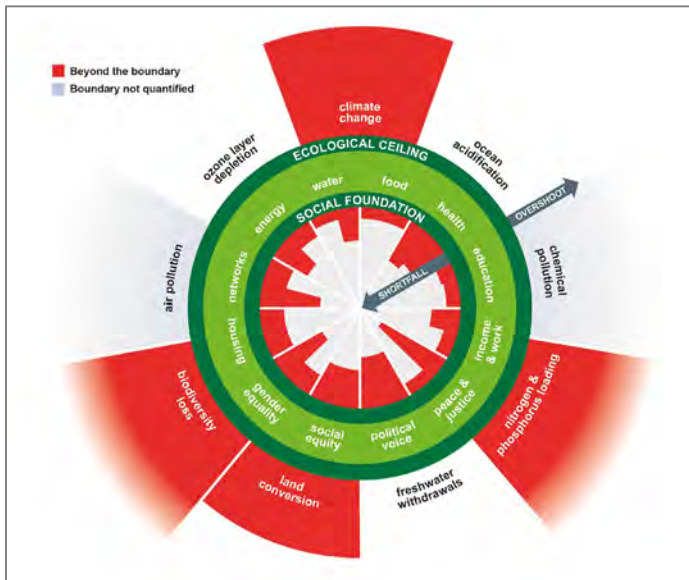 Beyond the boundary
Boundary not quantified
climate
change
ozone layer
depletion
ocean
acidification
ECOLOGICAL CEILING
water
food
energy
health
SOCIAL FOUNDATION
OVERSHOOT
SHORTFALL
air pollution
networks
education
chemical
pollution
housing
income
& work
gender
equality
social
equity
political
voice
peace &
justice
biodiversity
loss
nitrogen &
phosphorus loading
land
conversion
freshwater
withdrawals